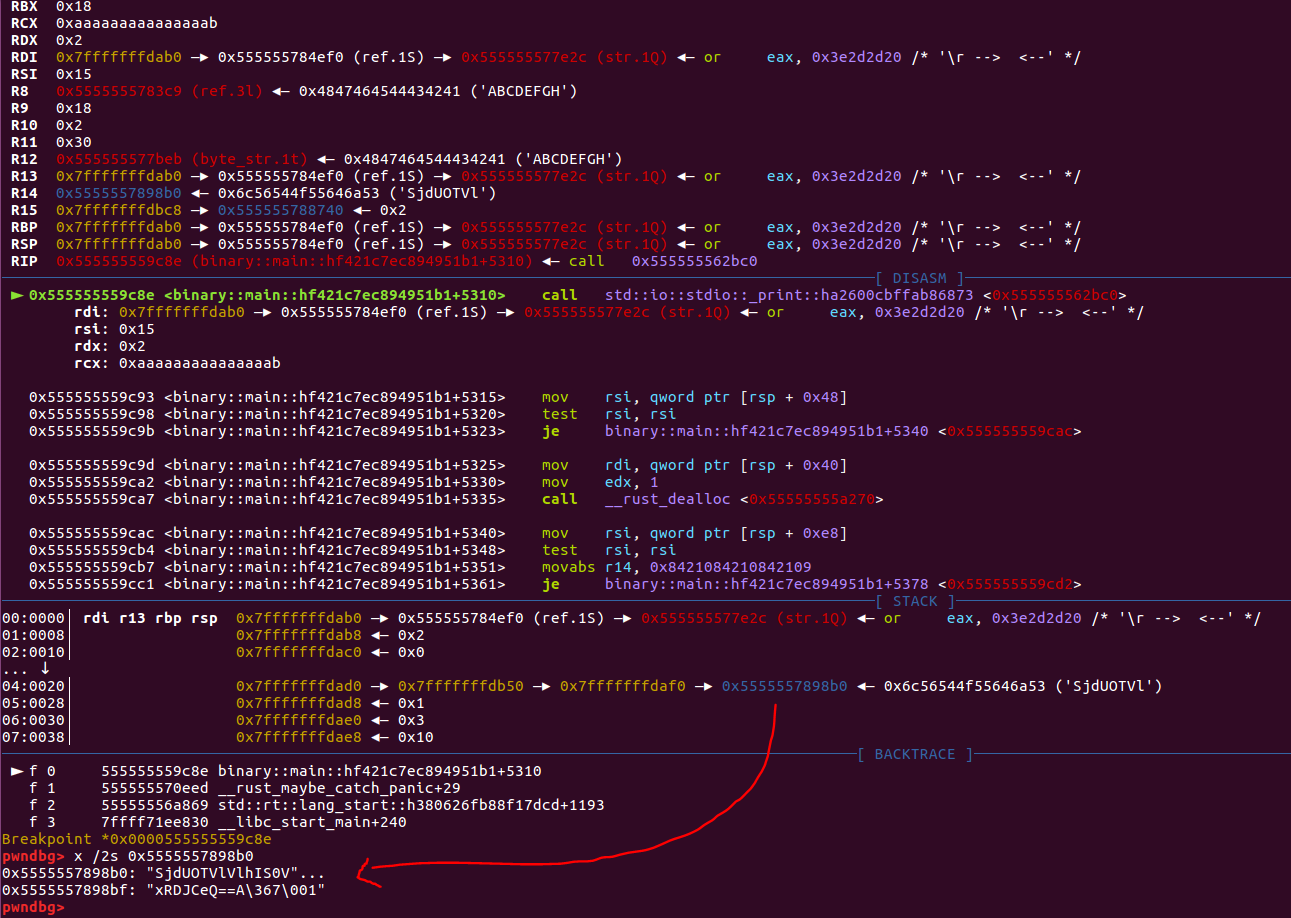 RBX 0x18
RCX 0xaaaaaaaaaaaaaaab
RDX 0x2
RDI 0x7fffffffdab0 —▸ 0x555555784ef0 (ref.1S) —▸ 0x555555577e2c (str.1Q) ◂— or eax, 0x3e2d2d20 /* '\r --> <--' */
RSI 0x15
R8 0x5555555783c9 (ref.3l) ◂— 0x4847464544434241 ('ABCDEFGH')
R9 0x18
R10 0x2
R11 0x30
R12 0x555555577beb (byte_str.1t) ◂— 0x4847464544434241 ('ABCDEFGH')
R13 0x7fffffffdab0 —▸ 0x555555784ef0 (ref.1S) —▸ 0x555555577e2c (str.1Q) ◂— or eax, 0x3e2d2d20 /* '\r --> <--' */
R14 0x5555557898b0 ◂— 0x6c56544f55646a53 ('SjdUOTVl')
R15 0x7fffffffdbc8 —▸ 0x555555788740 ◂— 0x2
RBP 0x7fffffffdab0 —▸ 0x555555784ef0 (ref.1S) —▸ 0x555555577e2c (str.1Q) ◂— or eax, 0x3e2d2d20 /* '\r --> <--' */
RSP 0x7fffffffdab0 —▸ 0x555555784ef0 (ref.1S) —▸ 0x555555577e2c (str.1Q) ◂— or eax, 0x3e2d2d20 /* '\r --> <--' */
RIP 0x555555559c8e (binary::main::hf421c7ec894951b1+5310) ◂— call 0x555555562bc0
[ DISASM ]
► 0x555555559c8e <binary::main::hf421c7ec894951b1+5310> call std::io::stdio::_print::ha2600cbffab86873 <0x555555562bc0>
rdi: 0x7fffffffdab0 —▸ 0x555555784ef0 (ref.1S) —▸ 0x555555577e2c (str.1Q) ◂— or eax, 0x3e2d2d20 /* '\r --> <--' */
rsi: 0x15
rdx: 0x2
rcx: 0xaaaaaaaaaaaaaaab
0x555555559c93 <binary::main::hf421c7ec894951b1+5315> mov rsi, qword ptr [rsp + 0x48]
0x555555559c98 <binary::main::hf421c7ec894951b1+5320> test rsi, rsi
0x555555559c9b <binary::main::hf421c7ec894951b1+5323> je binary::main::hf421c7ec894951b1+5340 <0x555555559cac>
0x555555559c9d <binary::main::hf421c7ec894951b1+5325> mov rdi, qword ptr [rsp + 0x40]
0x555555559ca2 <binary::main::hf421c7ec894951b1+5330> mov edx, 1
0x555555559ca7 <binary::main::hf421c7ec894951b1+5335> call __rust_dealloc <0x55555555a270>
0x555555559cac <binary::main::hf421c7ec894951b1+5340> mov rsi, qword ptr [rsp + 0xe8]
0x555555559cb4 <binary::main::hf421c7ec894951b1+5348> test rsi, rsi
0x555555559cb7 <binary::main::hf421c7ec894951b1+5351> movabs r14, 0x8421084210842109
0x555555559cc1 <binary::main::hf421c7ec894951b1+5361> je binary::main::hf421c7ec894951b1+5378 <0x555555559cd2>
[ STACK ]
00:0000│ rdi r13 rbp rsp 0x7fffffffdab0 —▸ 0x555555784ef0 (ref.1S) —▸ 0x555555577e2c (str.1Q) ◂— or eax, 0x3e2d2d20 /* '\r --> <--' */
01:0008│ 0x7fffffffdab8 ◂— 0x2
02:0010│ 0x7fffffffdac0 ◂— 0x0
... ↓
04:0020│ 0x7fffffffdad0 —▸ 0x7fffffffdb50 —▸ 0x7fffffffdaf0 —▸ 0x5555557898b0 ◂— 0x6c56544f55646a53 ('SjdUOTVl')
05:0028│ 0x7fffffffdad8 ◂— 0x1
06:0030│ 0x7fffffffdae0 ◂— 0x3
07:0038│ 0x7fffffffdae8 ◂— 0x10
[ BACKTRACE ]
► f 0 555555559c8e binary::main::hf421c7ec894951b1+5310
f 1 555555570eed __rust_maybe_catch_panic+29
f 2 55555556a869 std::rt::lang_start::h380626fb88f17dcd+1193
f 3 7ffff71ee830 __libc_start_main+240
Breakpoint *0x0000555555559c8e
pwndbg> x /2s 0x5555557898b0
0x5555557898b0: "SjdUOTVlVlhIS0V"...
0x5555557898bf: "xRDJCeQ==A\367\001"
pwndbg>